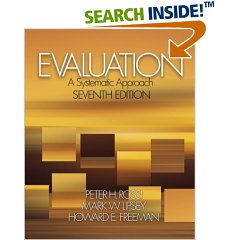 SEARCH INSIDE!™
EVALUATION
A Systematic Approach
SEVENTH EDITION
PETER H. ROSSI
MARK W. LIPSEY
HOWARD E. FREEMAN